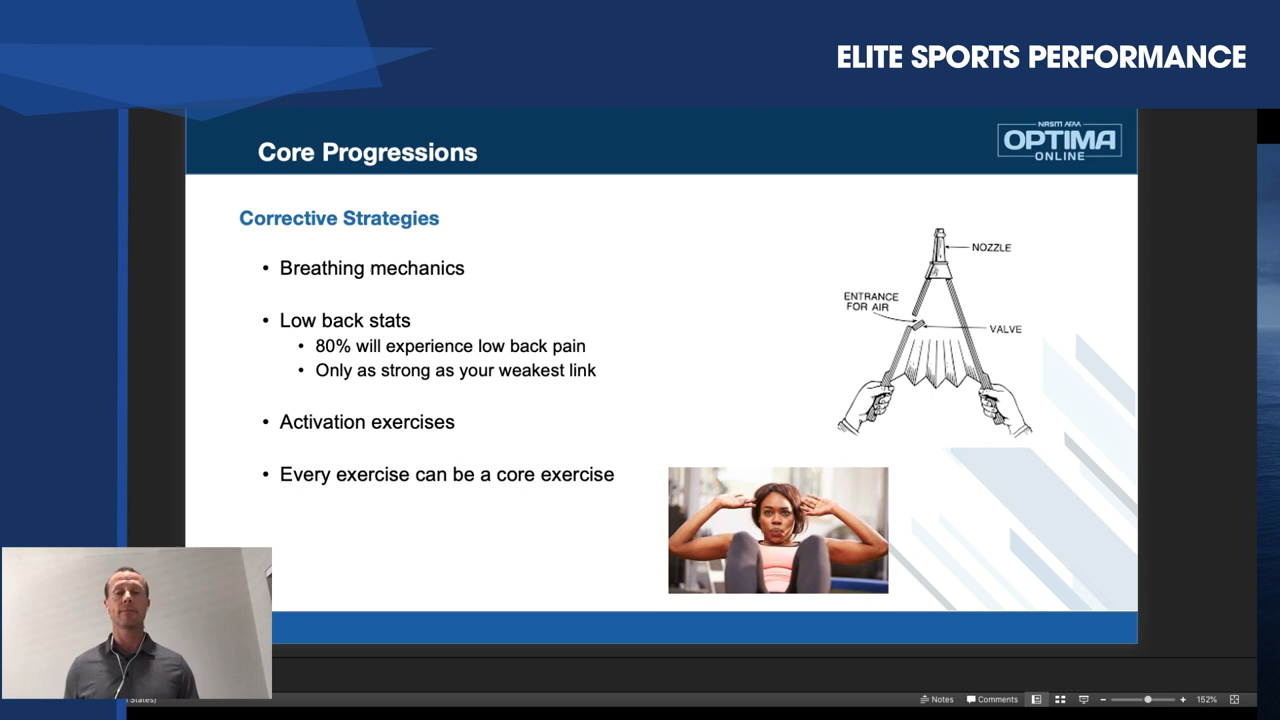 ELITE SPORTS PERFORMANCE
Core Progressions
NASM AFAA
OPTIMA
ONLINE
Corrective Strategies
• Breathing mechanics
• Low back stats
• 80% will experience low back pain
• Only as strong as your weakest link
• Activation exercises
• Every exercise can be a core exercise
NOZZLE
ENTRANCE
FOR AIR
VALVE
States)
Notes
Comments
152%